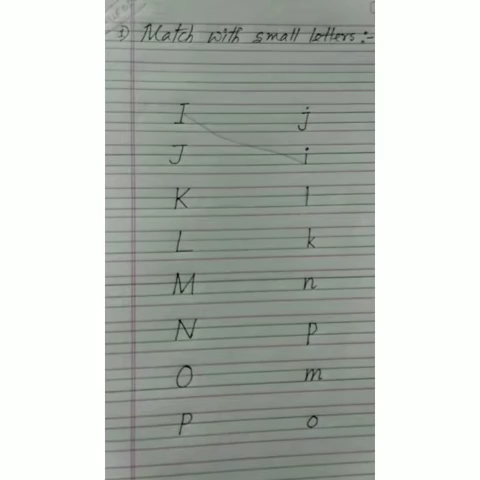 3) Match with small letters :-
I j
J i
K l
L k
M n
N p
O m
P o